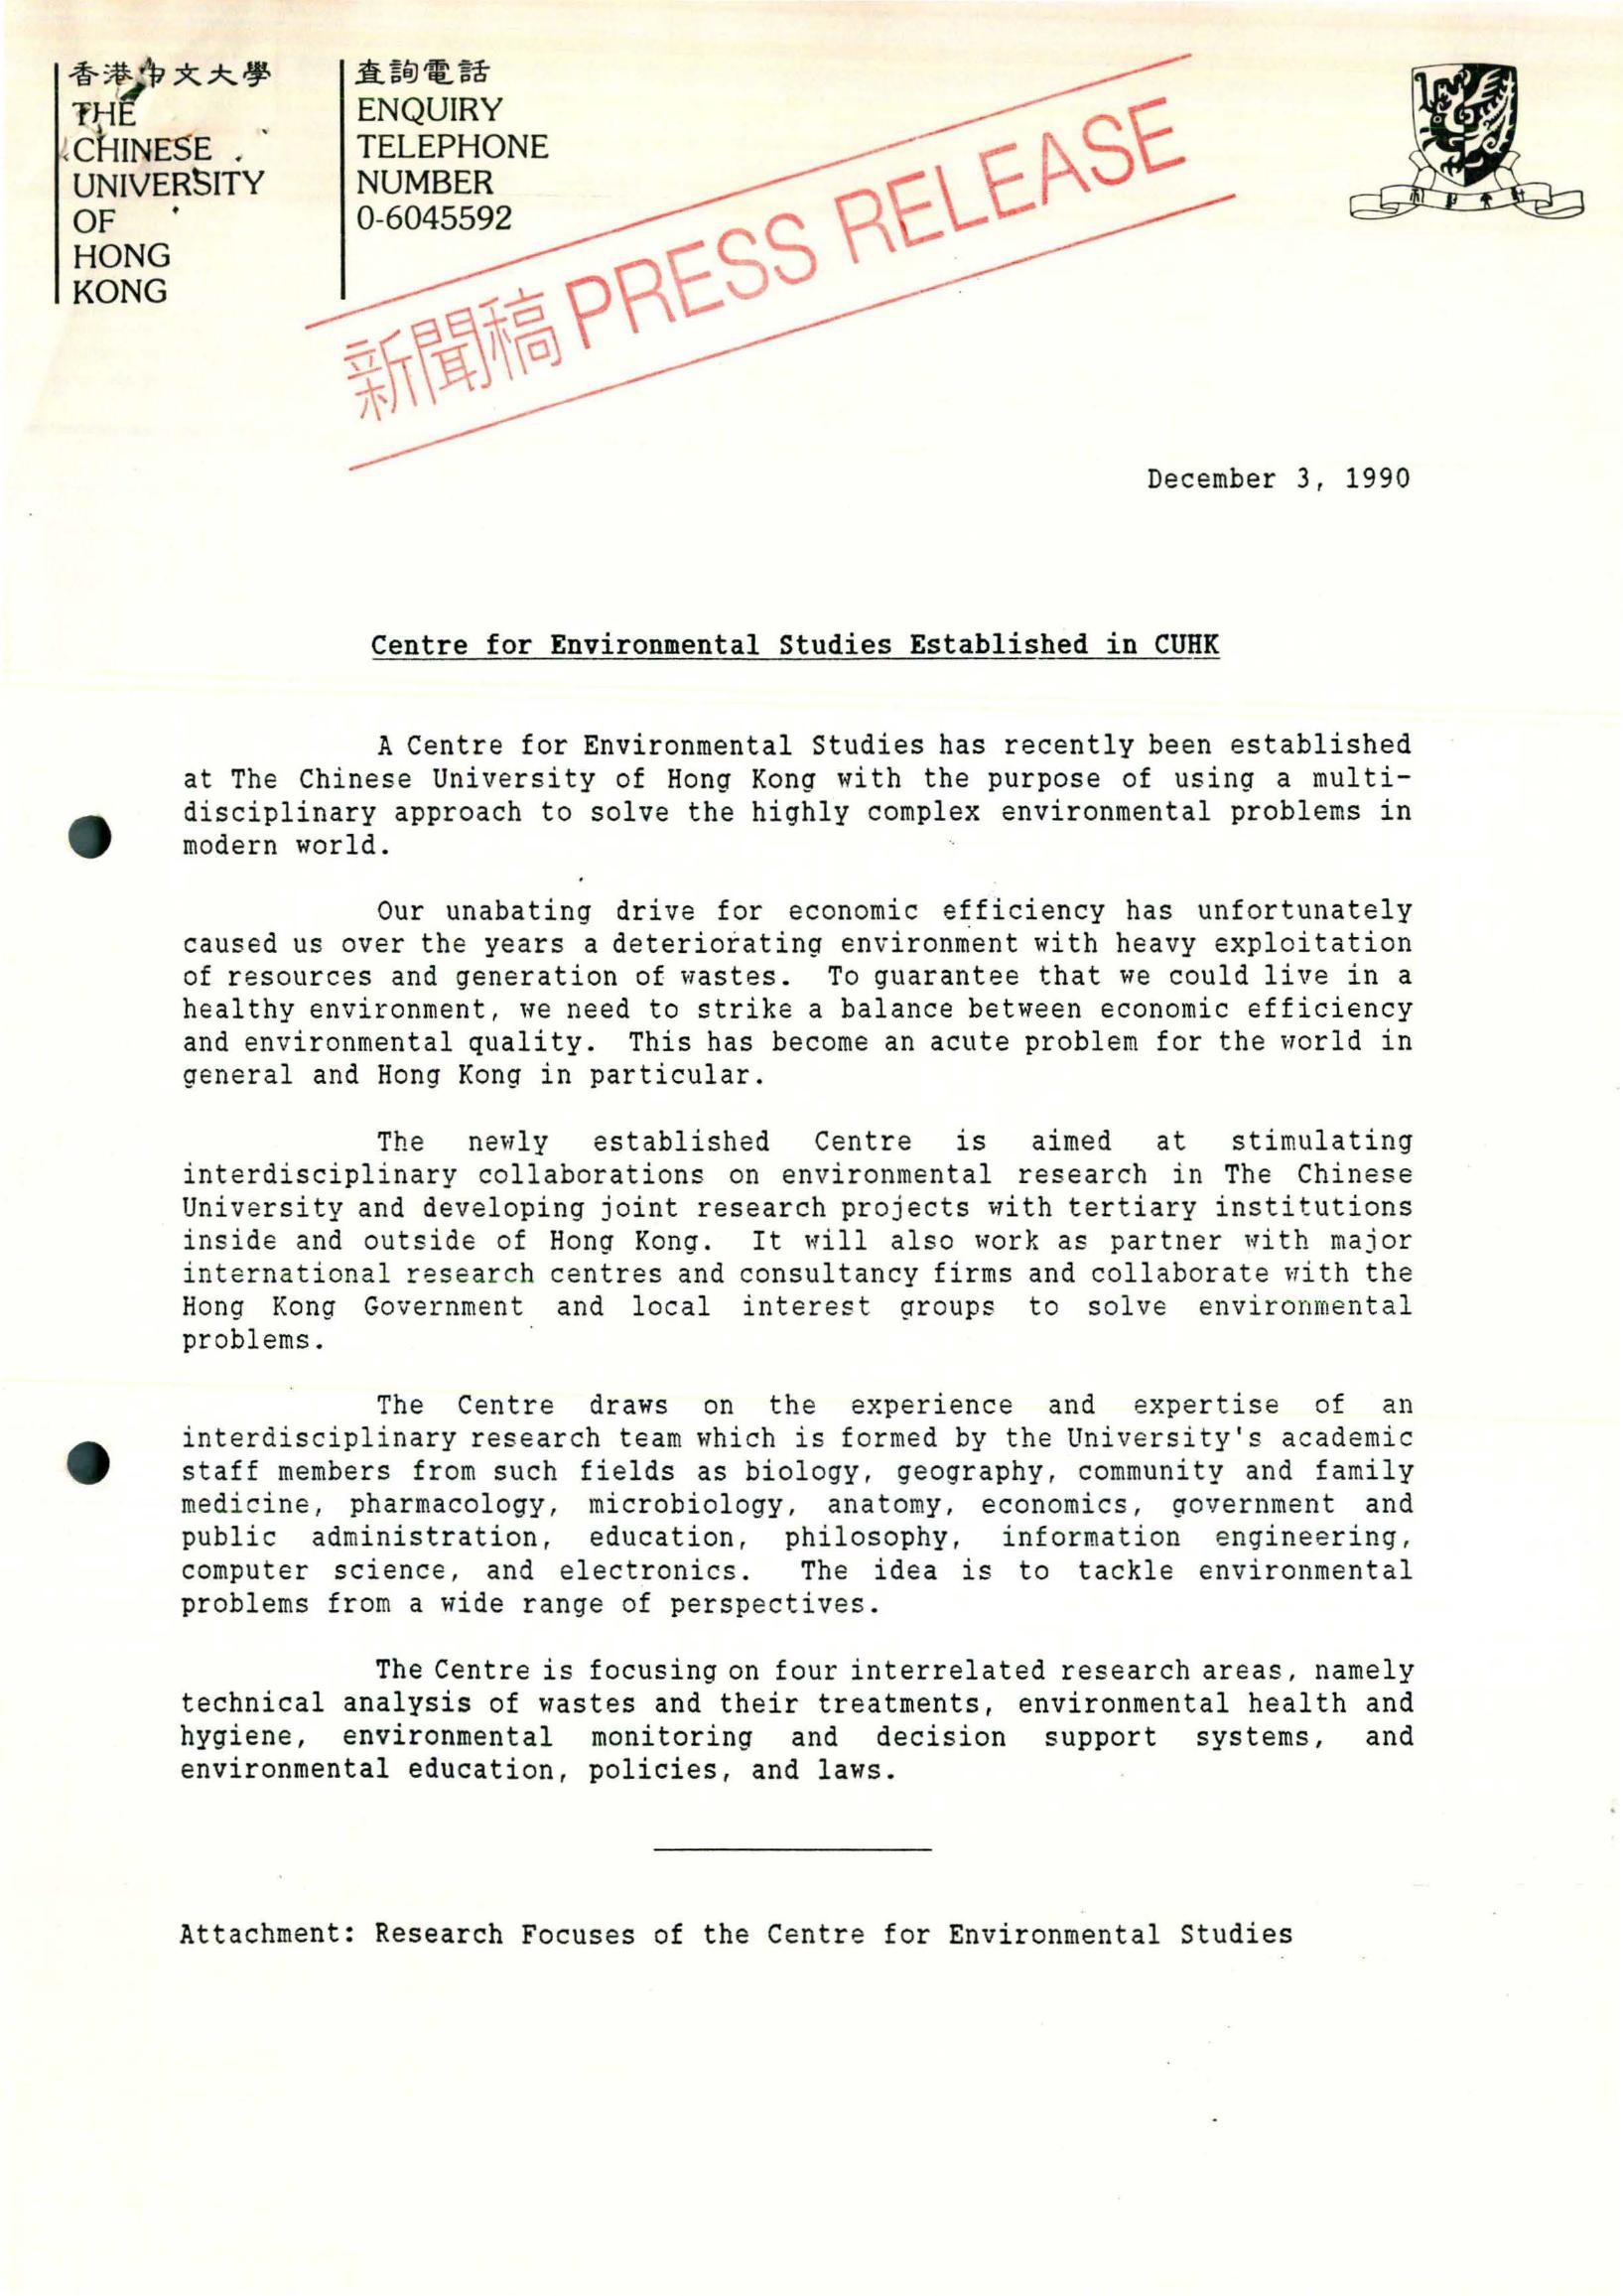 香港中文大學
THE
CHINESE
UNIVERSITY
OF
HONG
KONG
查詢電話
ENQUIRY
TELEPHONE
NUMBER
0-6045592
新聞稿 PRESS RELEASE
December 3, 1990
Centre for Environmental Studies Established in CUHK
A Centre for Environmental Studies has recently been established
at The Chinese University of Hong Kong with the purpose of using a multi-
disciplinary approach to solve the highly complex environmental problems in
modern world.
Our unabating drive for economic efficiency has unfortunately
caused us over the years a deteriorating environment with heavy exploitation
of resources and generation of wastes. To guarantee that we could live in a
healthy environment, we need to strike a balance between economic efficiency
and environmental quality. This has become an acute problem for the world in
general and Hong Kong in particular.
The newly established Centre is aimed at stimulating
interdisciplinary collaborations on environmental research in The Chinese
University and developing joint research projects with tertiary institutions
inside and outside of Hong Kong. It will also work as partner with major
international research centres and consultancy firms and collaborate with the
Hong Kong Government and local interest groups to solve environmental
problems.
The Centre draws on the experience and expertise of an
interdisciplinary research team which is formed by the University's academic
staff members from such fields as biology, geography, community and family
medicine, pharmacology, microbiology, anatomy, economics, government and
public administration, education, philosophy, information engineering,
computer science, and electronics. The idea is to tackle environmental
problems from a wide range of perspectives.
The Centre is focusing on four interrelated research areas, namely
technical analysis of wastes and their treatments, environmental health and
hygiene, environmental monitoring and decision support systems, and
environmental education, policies, and laws.
Attachment: Research Focuses of the Centre for Environmental Studies